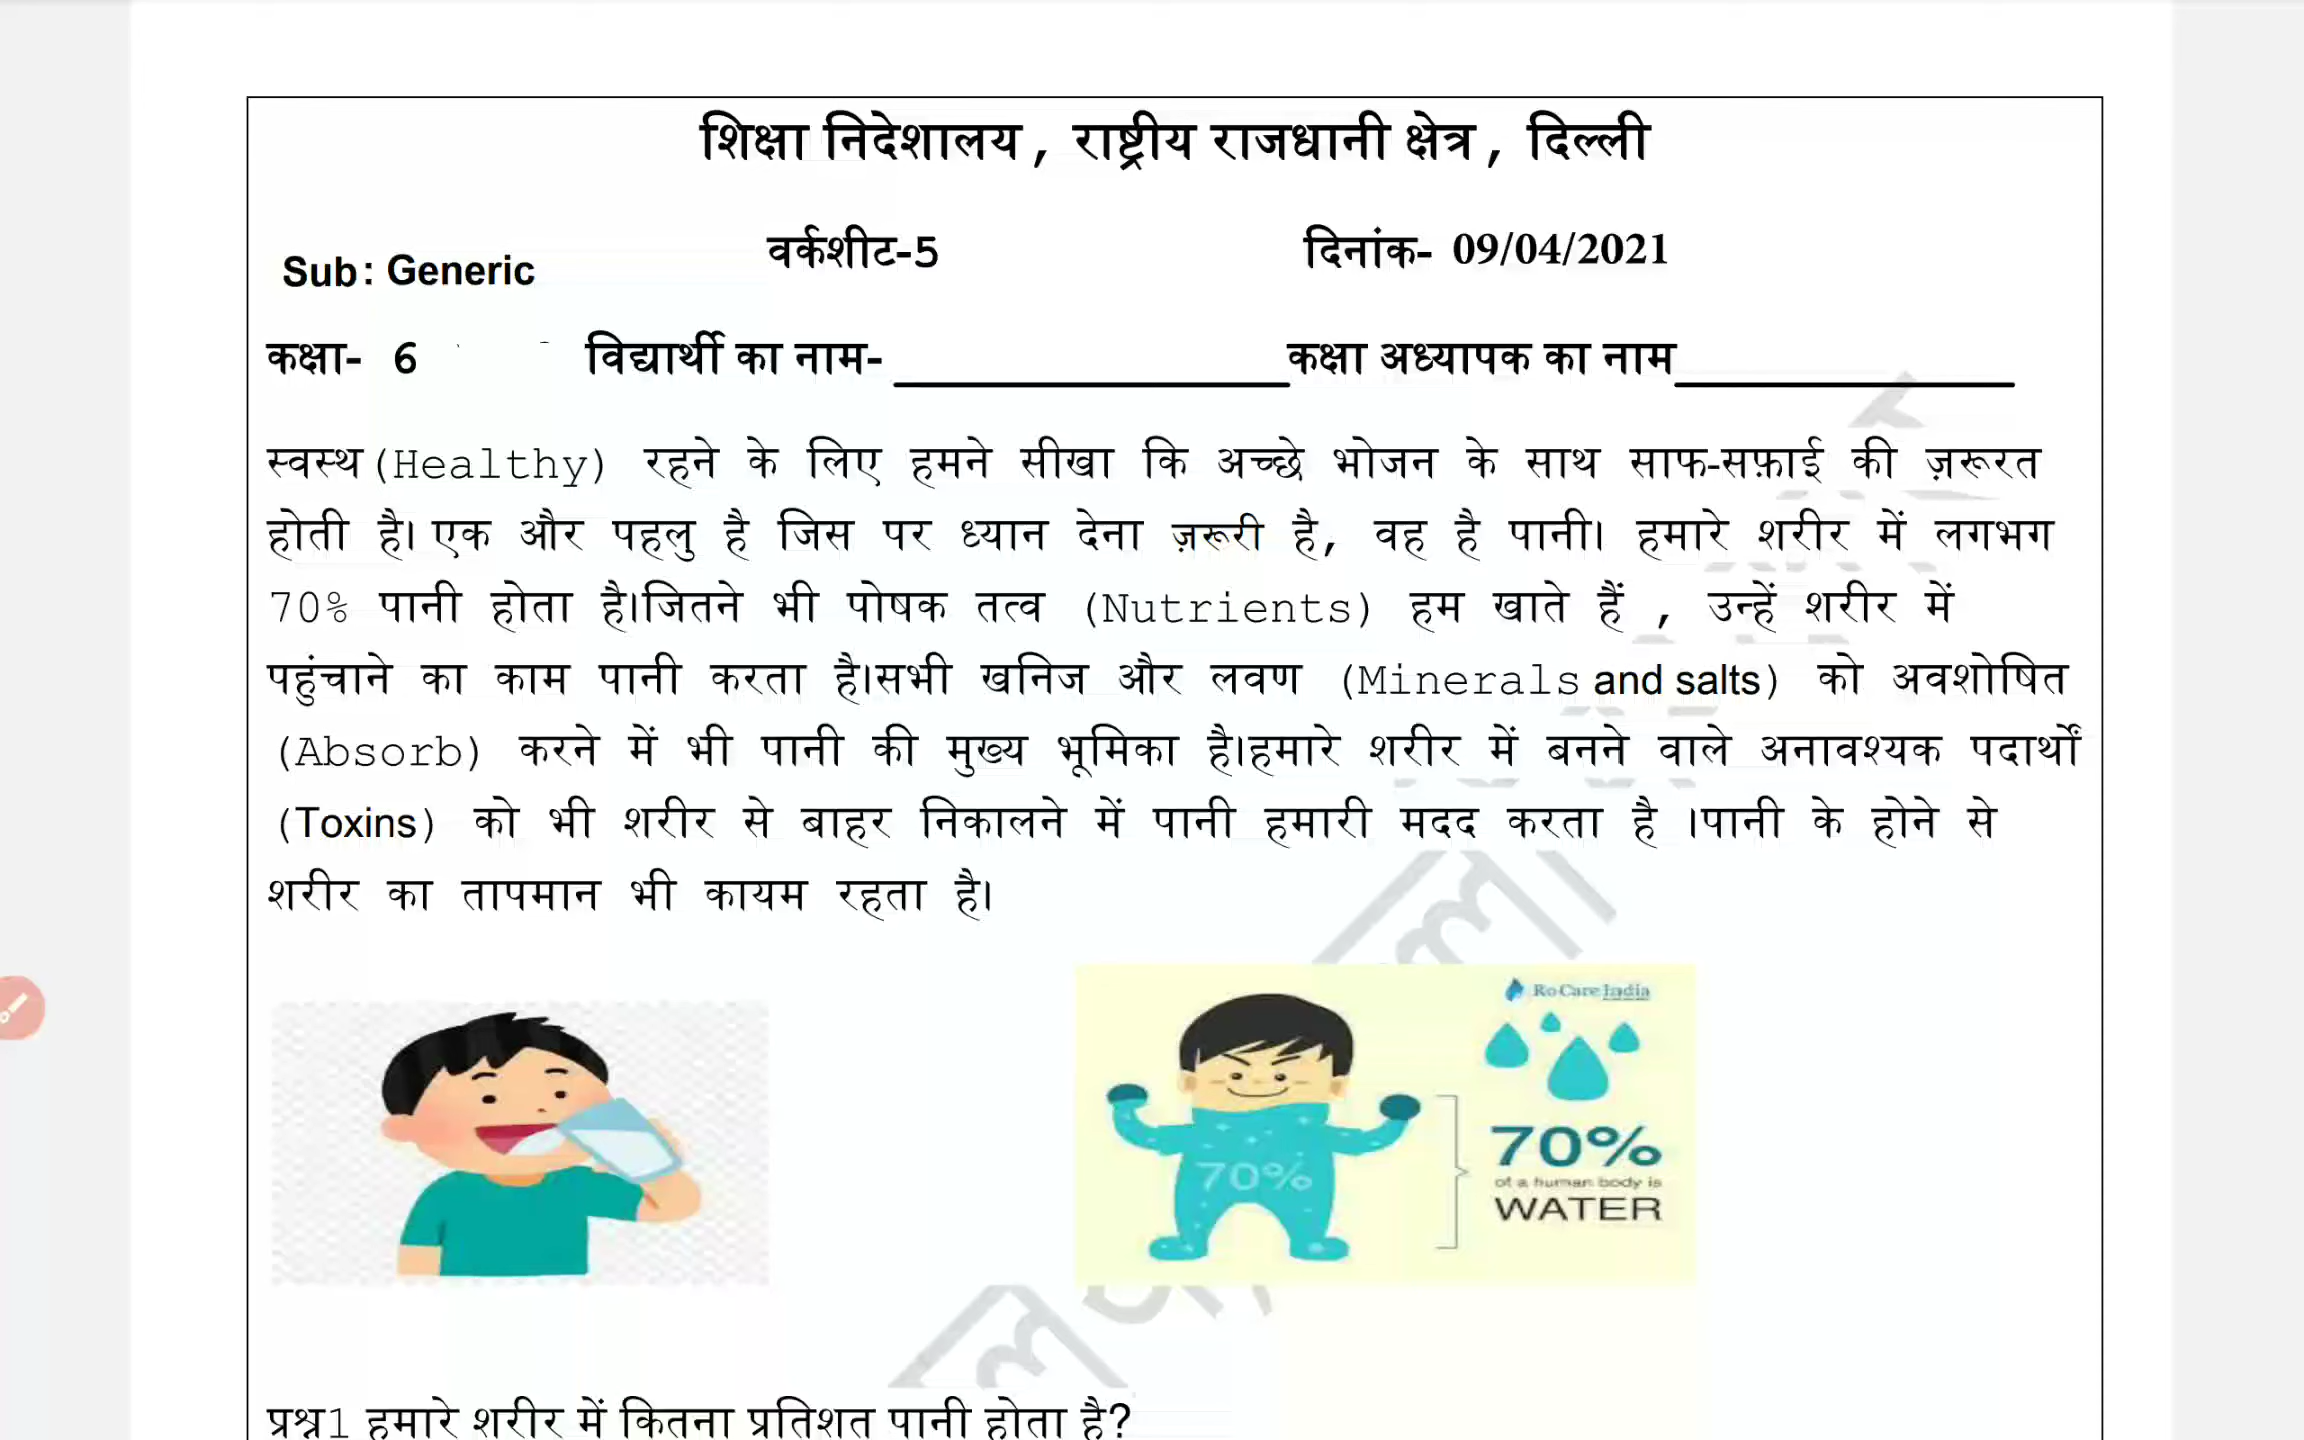 शिक्षा निदेशालय, राष्ट्रीय राजधानी क्षेत्र, दिल्ली
Sub: Generic वर्कशीट-5 दिनांक- 09/04/2021
कक्षा- 6 विद्यार्थी का नाम- कक्षा अध्यापक का नाम
स्वस्थ(Healthy) रहने के लिए हमने सीखा कि अच्छे भोजन के साथ साफ-सफ़ाई की ज़रूरत
होती है। एक और पहलु है जिस पर ध्यान देना ज़रूरी है, वह है पानी। हमारे शरीर में लगभग
70% पानी होता है।जितने भी पोषक तत्व (Nutrients) हम खाते हैं , उन्हें शरीर में
पहुंचाने का काम पानी करता है।सभी खनिज और लवण (Minerals and salts) को अवशोषित
(Absorb) करने में भी पानी की मुख्य भूमिका है।हमारे शरीर में बनने वाले अनावश्यक पदार्थों
(Toxins) को भी शरीर से बाहर निकालने में पानी हमारी मदद करता है ।पानी के होने से
शरीर का तापमान भी कायम रहता है।
Ro Care India
70%
70%
of a human body is
WATER
प्रश्न1 हमारे शरीर में कितना प्रतिशत पानी होता है?